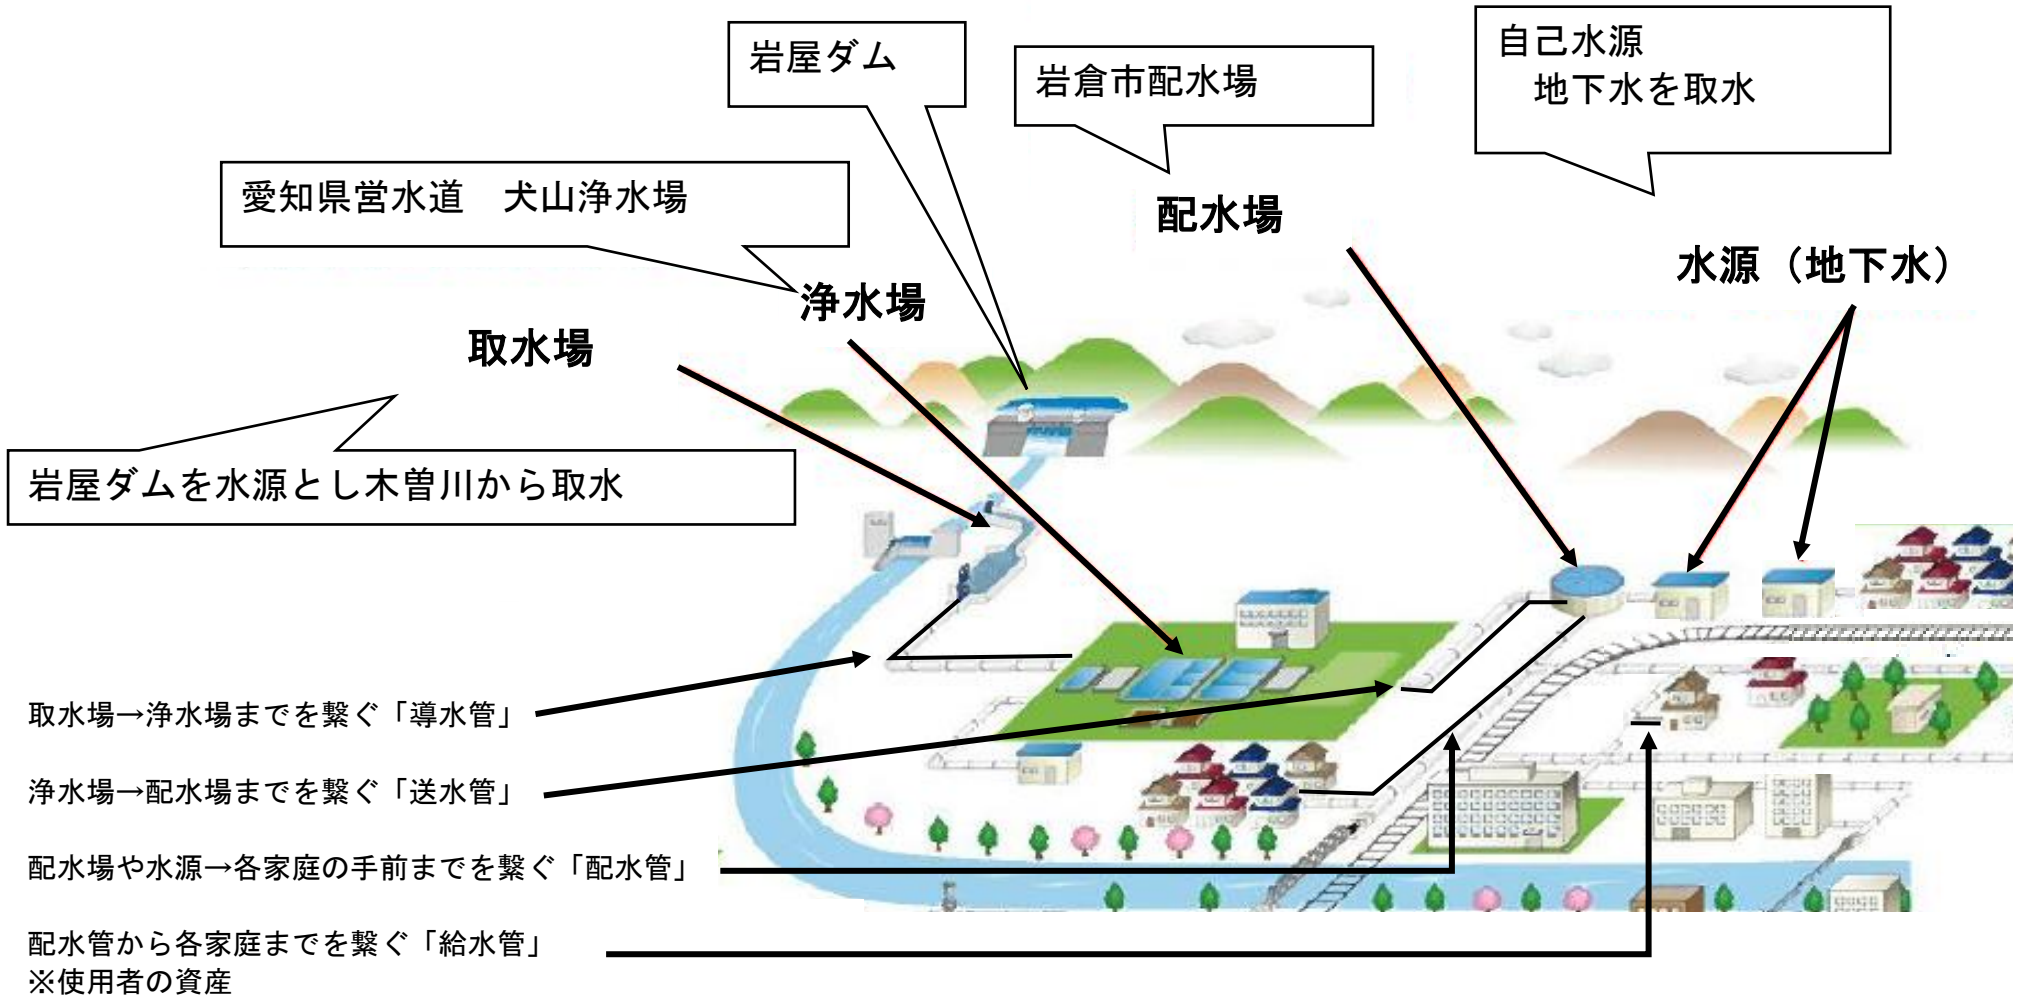 岩屋ダム
岩倉市配水場
自己水源
地下水を取水
愛知県営水道　犬山浄水場
配水場
水源（地下水）
浄水場
取水場
岩屋ダムを水源とし木曽川から取水
取水場→浄水場までを繋ぐ「導水管」
浄水場→配水場までを繋ぐ「送水管」
配水場や水源→各家庭の手前までを繋ぐ「配水管」
配水管から各家庭までを繋ぐ「給水管」
※使用者の資産